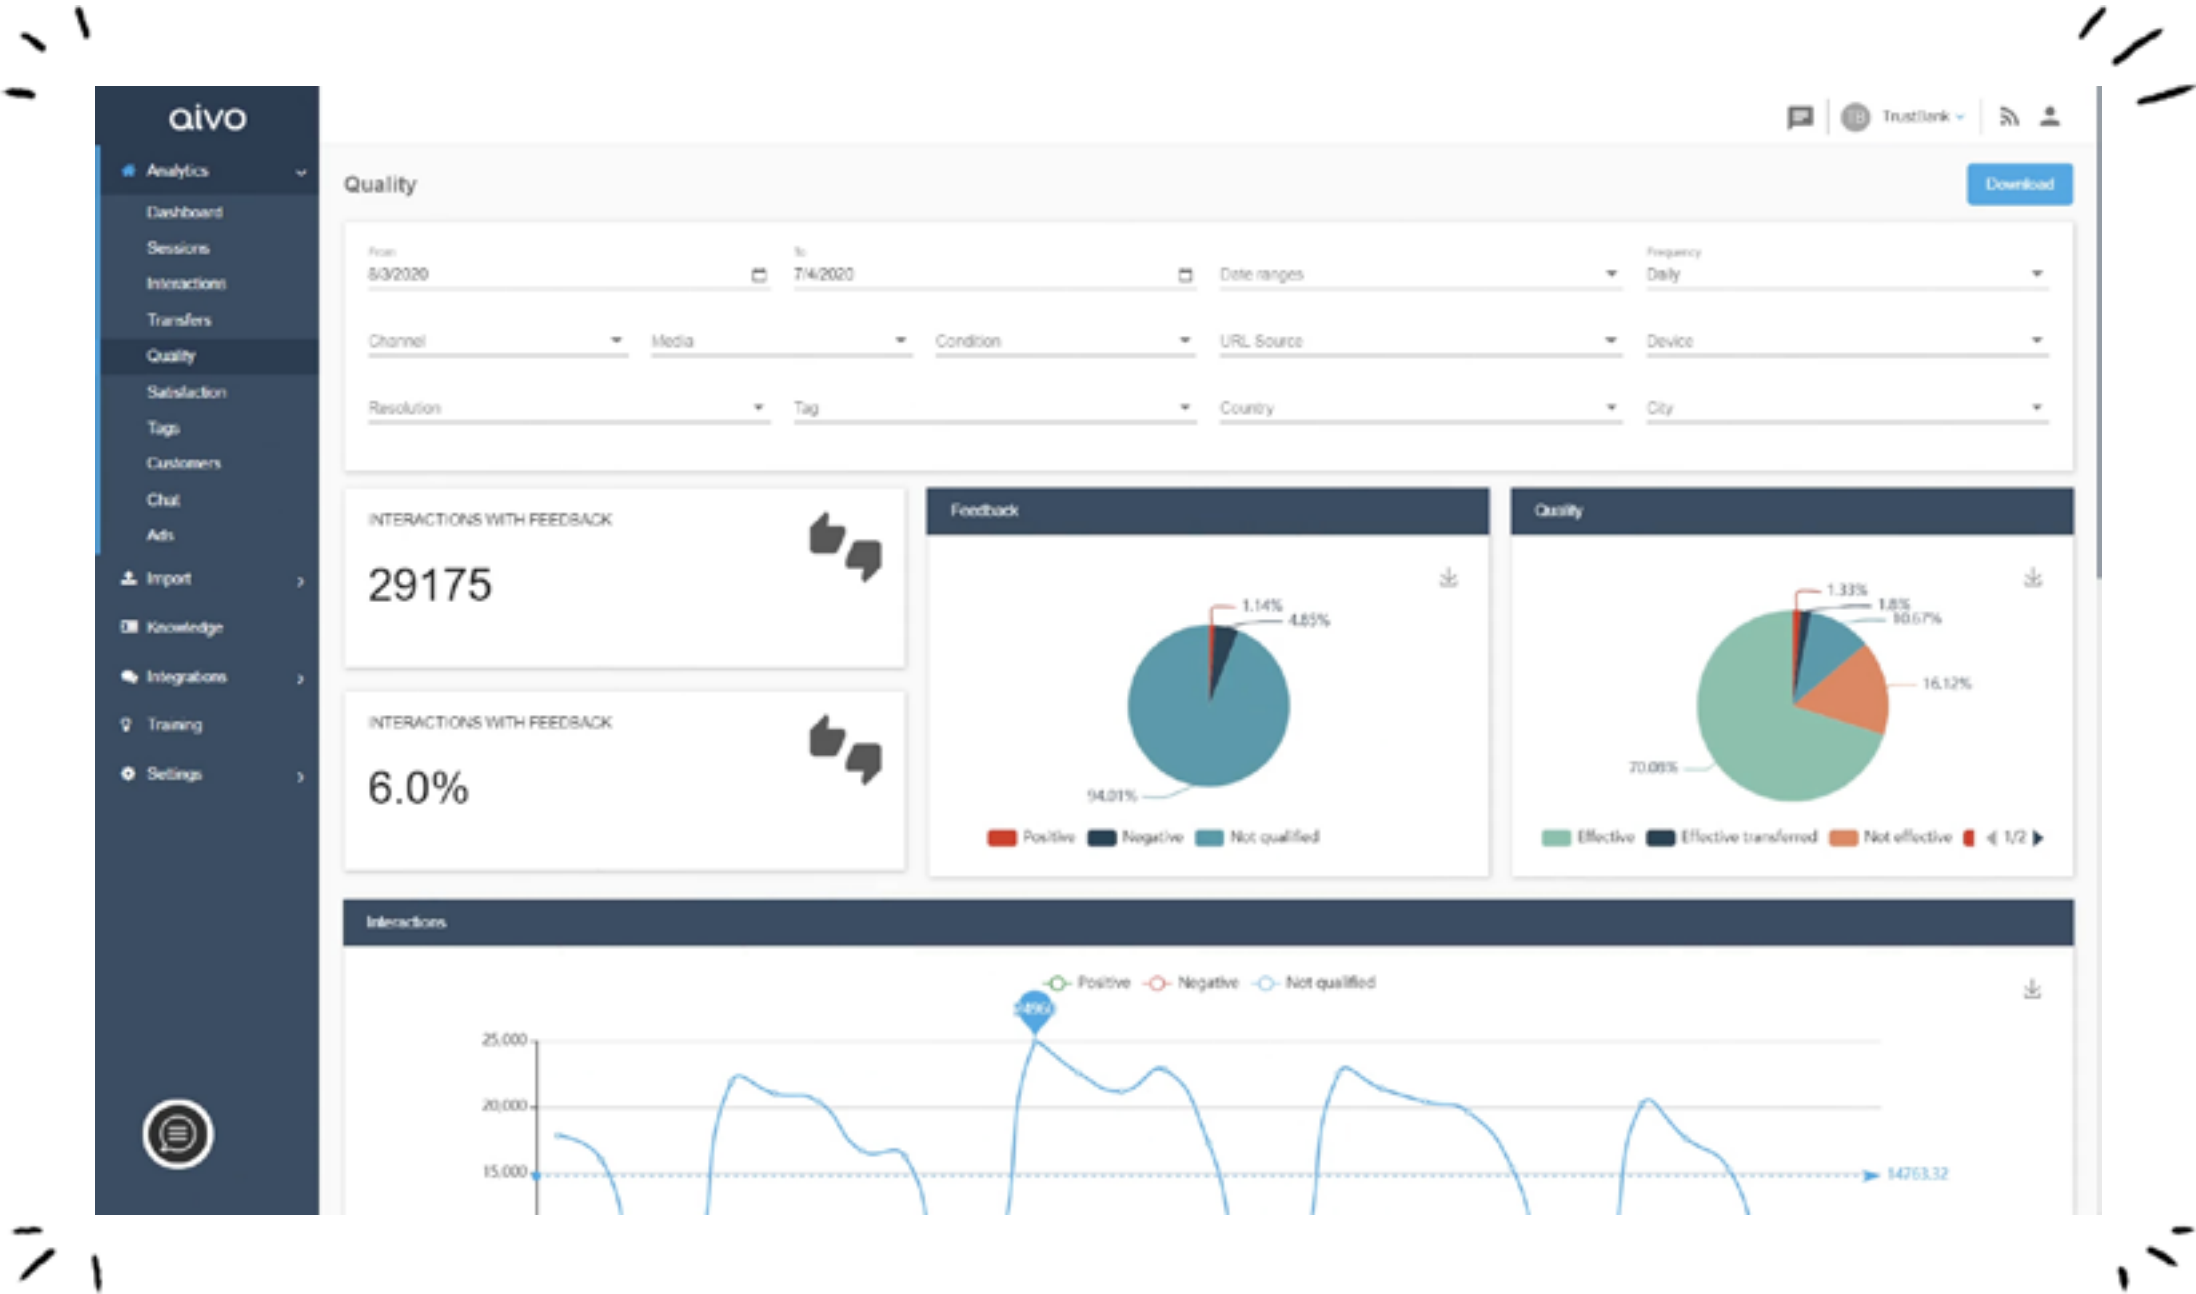 aivo
TrustBank
Analytics
Dashboard
Sessions
Interactions
Transfers
Quality
Satisfaction
Tags
Customers
Chat
Ads
Import
Knowledge
Integrations
Training
Settings
Quality
Download
From
8/3/2020
To
7/4/2020
Date ranges
Frequency
Daily
Channel
Media
Condition
URL Source
Device
Resolution
Tag
Country
City
INTERACTIONS WITH FEEDBACK
29175
INTERACTIONS WITH FEEDBACK
6.0%
Feedback
1.14%
4.85%
94.01%
Positive Negative Not qualified
Quality
1.33%
1.8%
10.67%
16.12%
Effective Effective transferred Not effective 1/2
Interactions
Positive Negative Not qualified
25,000
20,000
15,000
14763.32